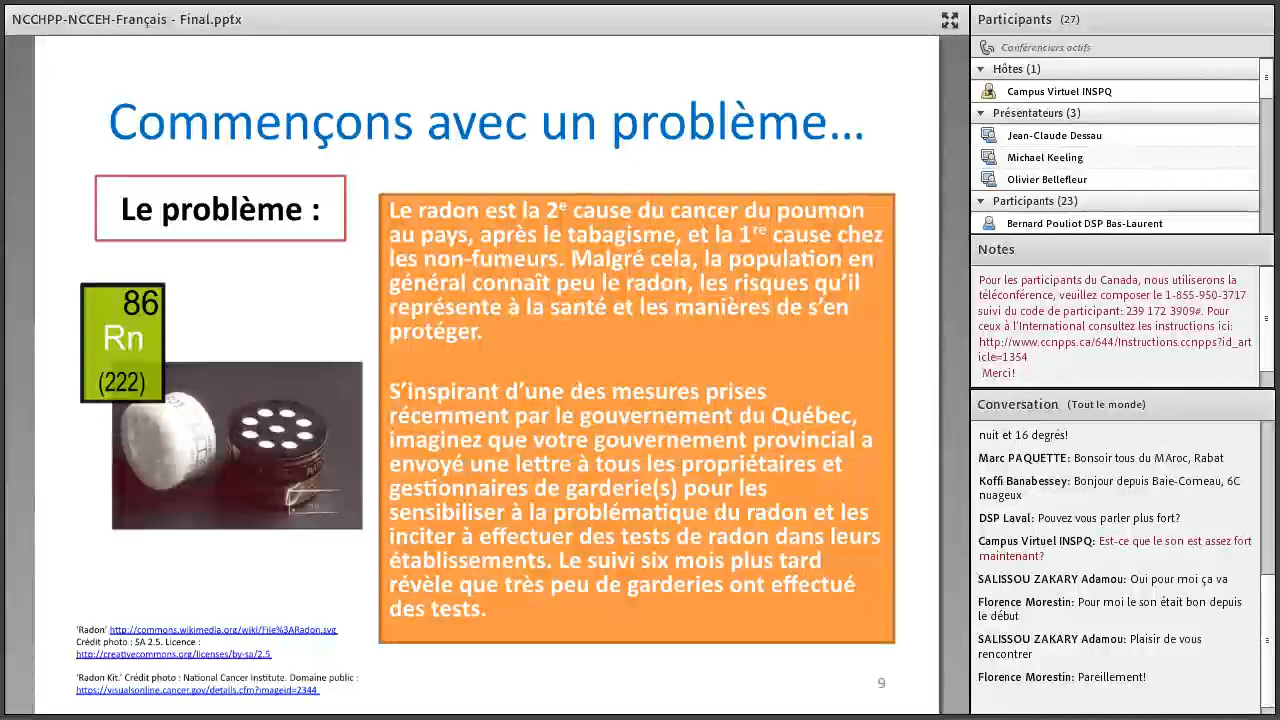 NCCHPP-NCCEH-Français - Final.pptx
Commençons avec un problème...
Le problème :
86
Rn
(222)
Le radon est la 2e cause du cancer du poumon
au pays, après le tabagisme, et la 1re cause chez
les non-fumeurs. Malgré cela, la population en
général connaît peu le radon, les risques qu'il
représente à la santé et les manières de s'en
protéger.
S'inspirant d'une des mesures prises
récemment par le gouvernement du Québec,
imaginez que votre gouvernement provincial a
envoyé une lettre à tous les propriétaires et
gestionnaires de garderie(s) pour les
sensibiliser à la problématique du radon et les
inciter à effectuer des tests de radon dans leurs
établissements. Le suivi six mois plus tard
révèle que très peu de garderies ont effectué
des tests.
'Radon' http://commons.wikimedia.org/wiki/File%3ARadon.svg
Crédit photo : SA 2.5. Licence :
http://creativecommons.org/licenses/by-sa/2.5
'Radon Kit.' Crédit photo : National Cancer Institute. Domaine public :
https://visualsonline.cancer.gov/details.cfm?imageid=2344
9
Participants (27)
Conférenciers actifs
Hôtes (1)
Campus Virtuel INSPQ
Présentateurs (3)
Jean-Claude Dessau
Michael Keeling
Olivier Bellefleur
Participants (23)
Bernard Pouliot DSP Bas-Laurent
Notes
Pour les participants du Canada, nous utiliserons la
téléconférence, veuillez composer le 1-855-950-3717
suivi du code de participant: 239 172 3909#. Pour
ceux à l'International consultez les instructions ici:
http://www.ccnpps.ca/644/Instructions.ccnpps?id_art
icle=1354
Merci!
Conversation (Tout le monde)
nuit et 16 degrés!
Marc PAQUETTE: Bonsoir tous du MAroc, Rabat
Koffi Banabessey: Bonjour depuis Baie-Comeau, 6C
nuageux
DSP Laval: Pouvez vous parler plus fort?
Campus Virtuel INSPQ: Est-ce que le son est assez fort
maintenant?
SALISSOU ZAKARY Adamou: Oui pour moi ça va
Florence Morestin: Pour moi le son était bon depuis
le début
SALISSOU ZAKARY Adamou: Plaisir de vous
rencontrer
Florence Morestin: Pareillement!